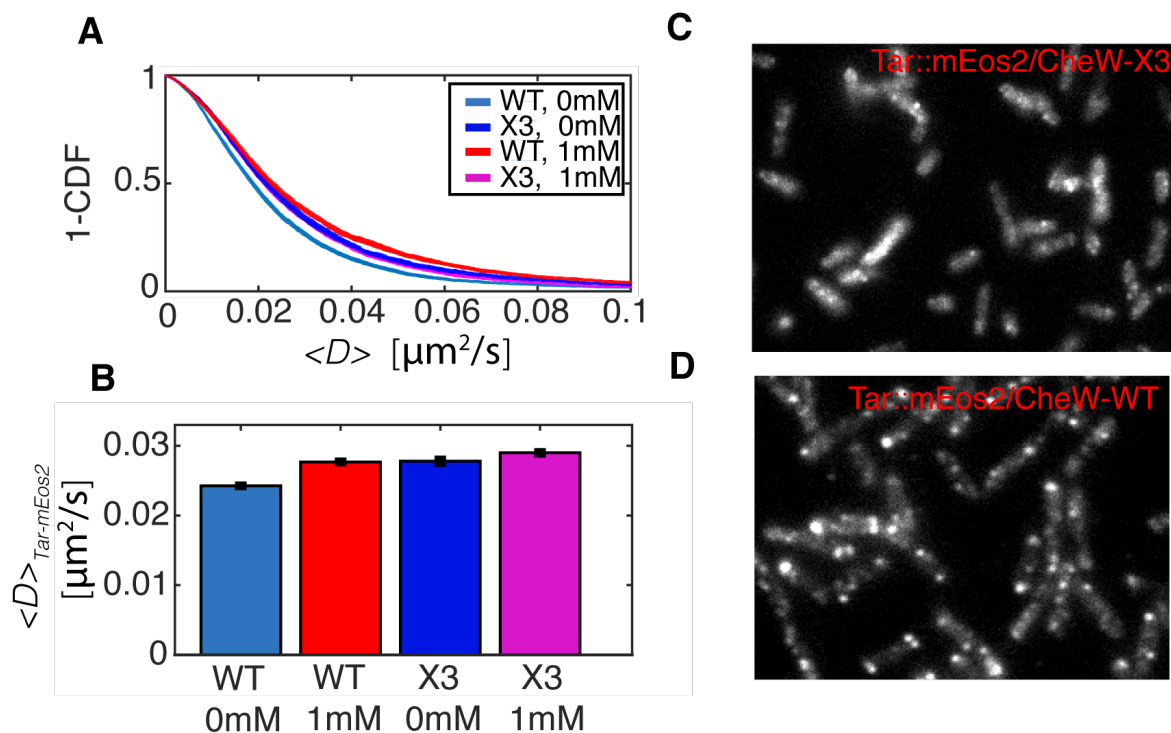 A
1
0.5
0
1-CDF
WT, 0mM
X3, 0mM
WT, 1mM
X3, 1mM
0 0.02 0.04 0.06 0.08 0.1
<D> [µm²/s]
B
0.03
0.02
0.01
0
<D>Tar-mEos2
[µm²/s]
WT WT X3 X3
0mM 1mM 0mM 1mM
C
Tar::mEos2/CheW-X3
D
Tar::mEos2/CheW-WT